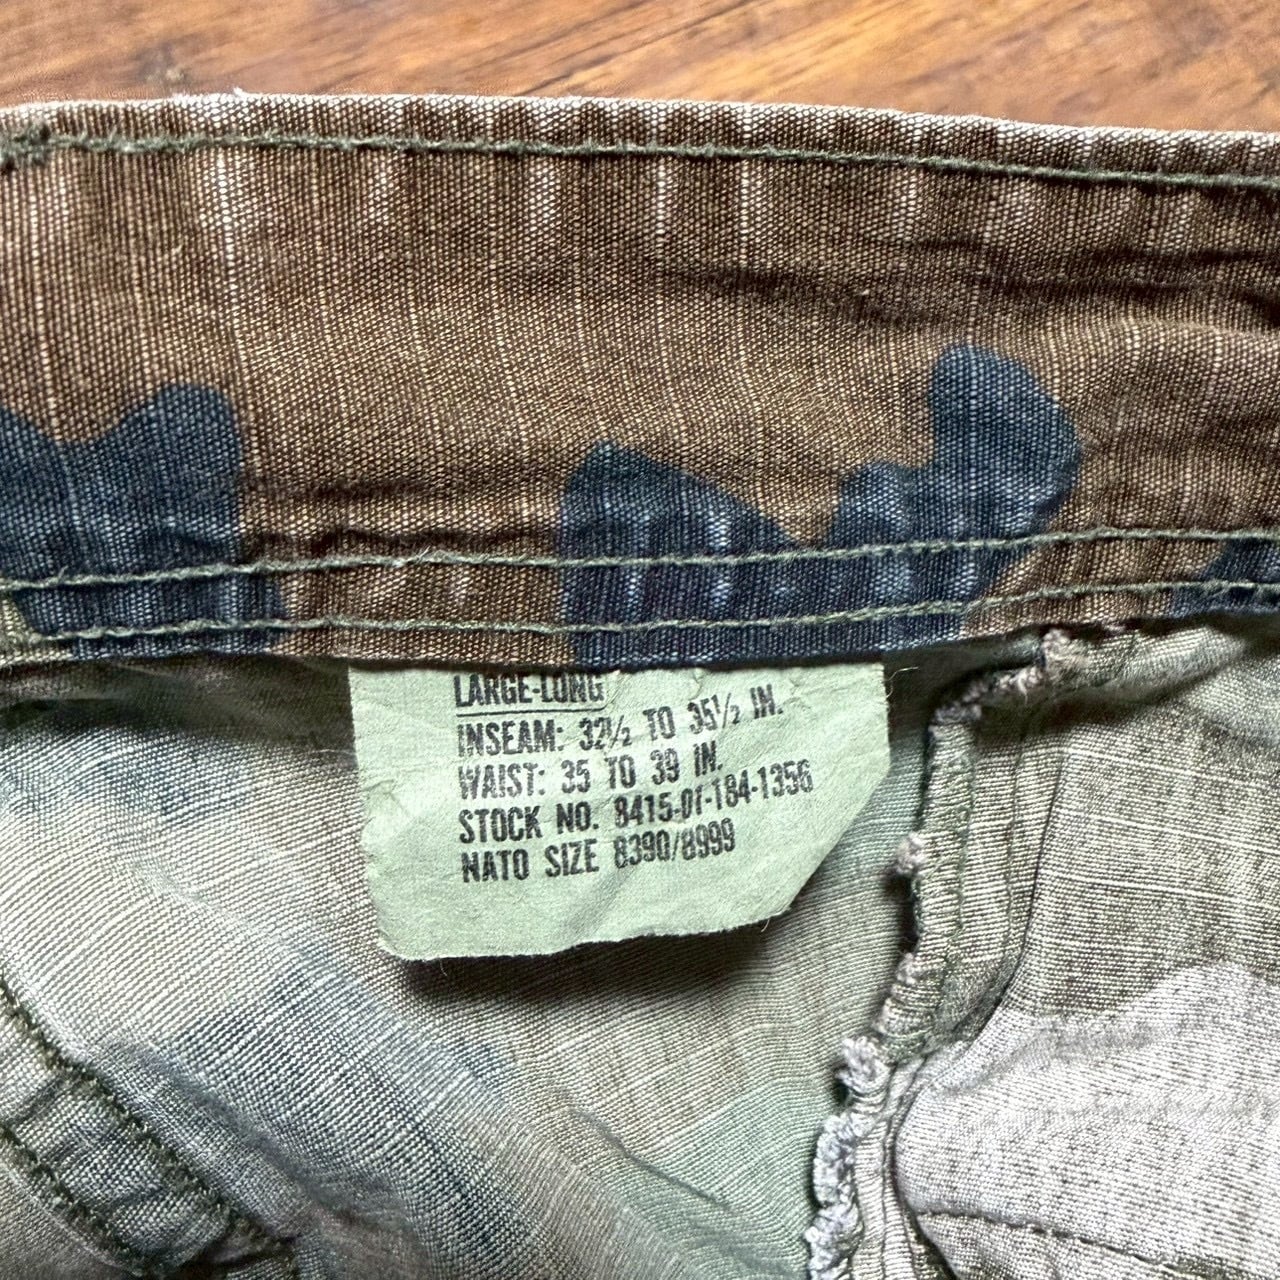 LARGE-LONG
INSEAM: 32½ TO 35½ IN.
WAIST: 35 TO 39 IN.
STOCK NO. 8415-01-184-1356
NATO SIZE 8390/8999